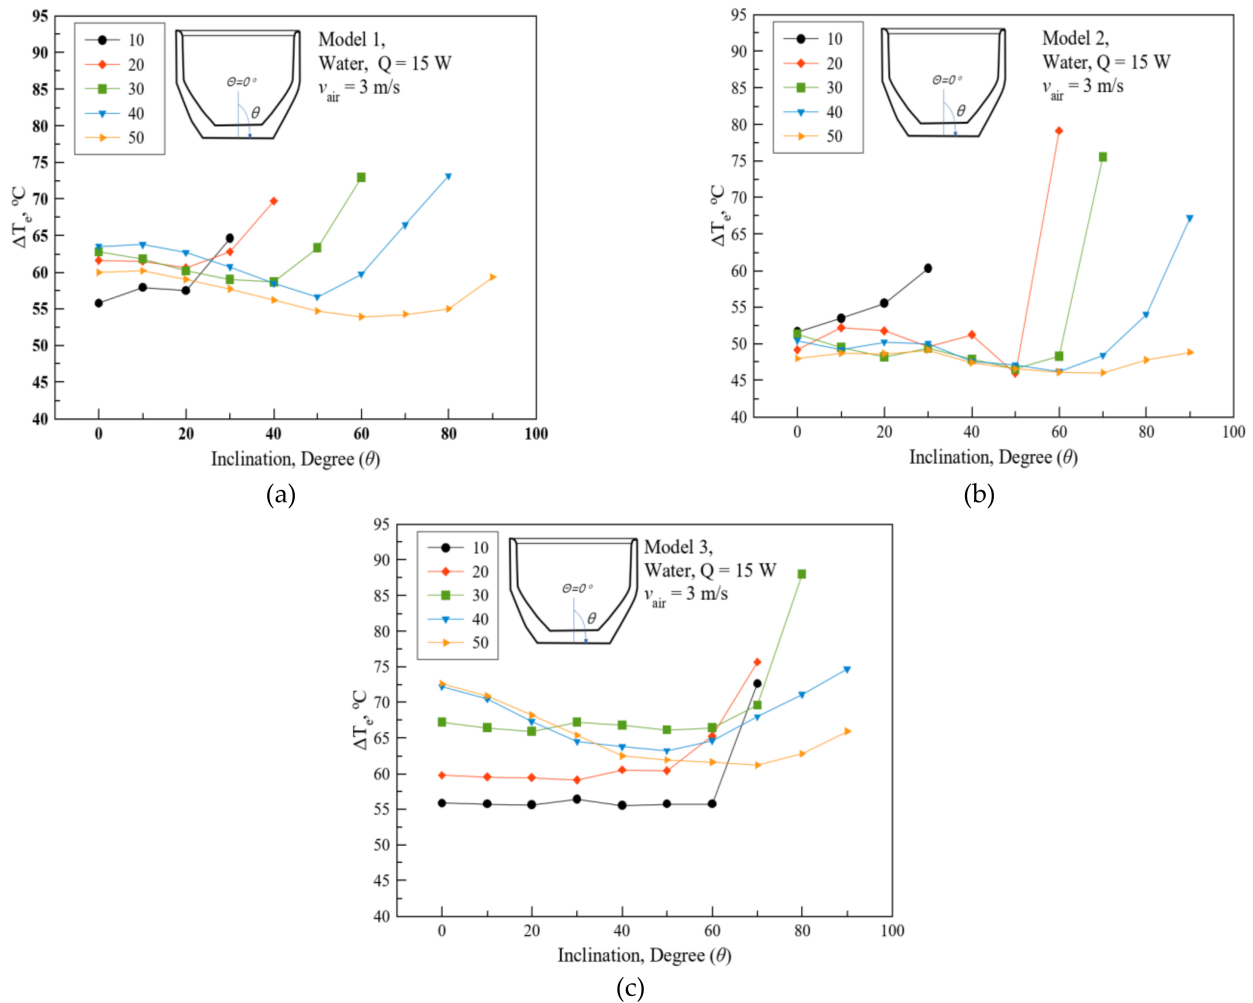 95
90
85
80
75
70
65
60
55
50
45
40
ΔTe, ºC
10
20
30
40
50
Θ=0°
θ
Model 1,
Water, Q = 15 W
vair = 3 m/s
0 20 40 60 80 100
Inclination, Degree (θ)
(a)
95
90
85
80
75
70
65
60
55
50
45
40
ΔTe, ºC
10
20
30
40
50
Θ=0°
θ
Model 2,
Water, Q = 15 W
vair = 3 m/s
0 20 40 60 80 100
Inclination, Degree (θ)
(b)
95
90
85
80
75
70
65
60
55
50
45
40
ΔTe, ºC
10
20
30
40
50
Θ=0°
θ
Model 3,
Water, Q = 15 W
vair = 3 m/s
0 20 40 60 80 100
Inclination, Degree (θ)
(c)